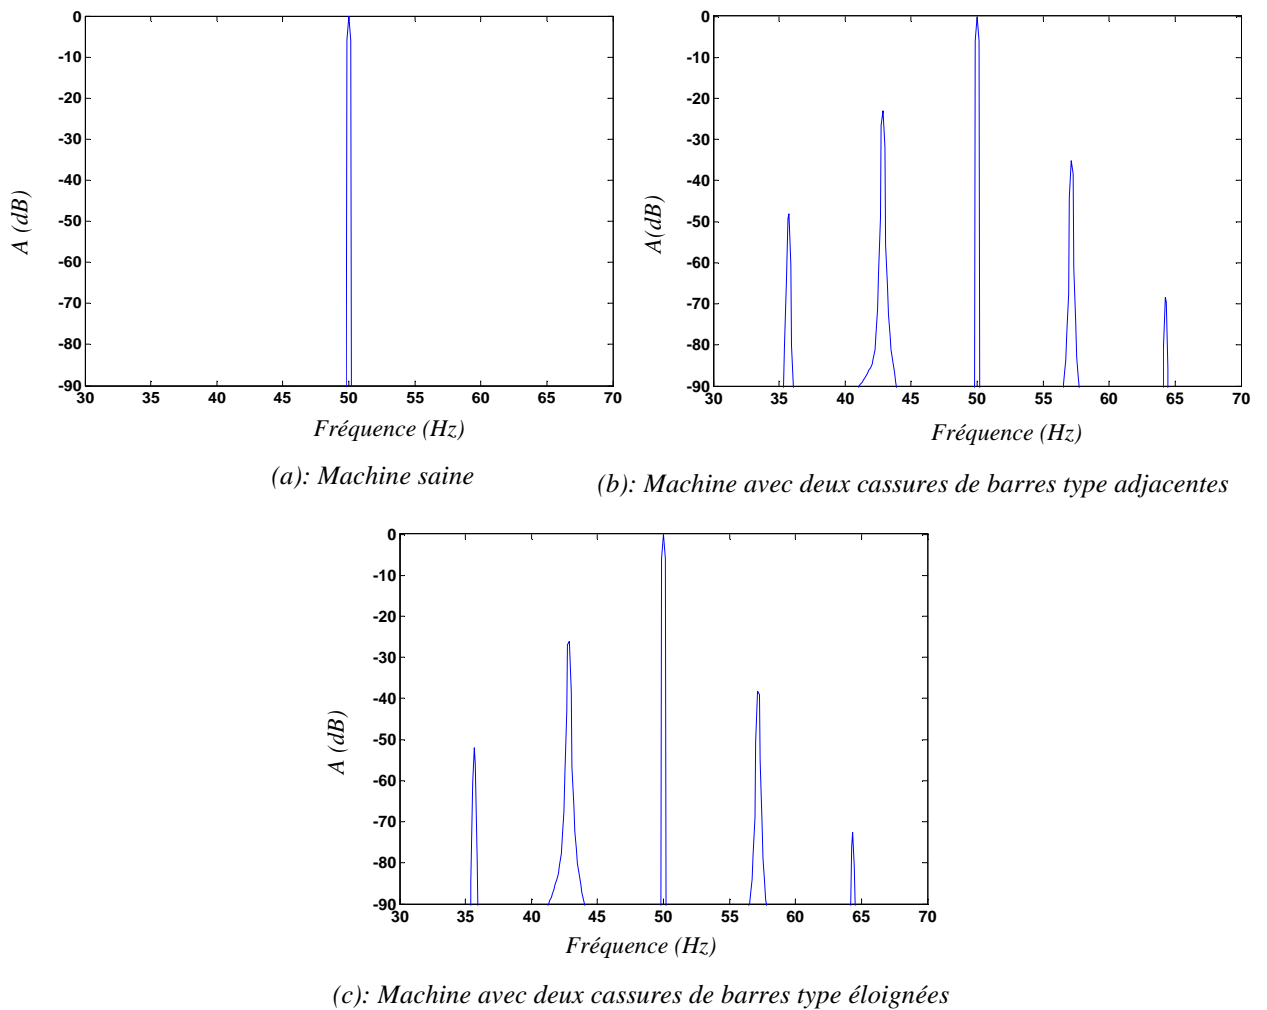 0
-10
-20
-30
-40
-50
-60
-70
-80
-90
A (dB)
30 35 40 45 50 55 60 65 70
Fréquence (Hz)
(a): Machine saine
0
-10
-20
-30
-40
-50
-60
-70
-80
-90
A(dB)
30 35 40 45 50 55 60 65 70
Fréquence (Hz)
(b): Machine avec deux cassures de barres type adjacentes
0
-10
-20
-30
-40
-50
-60
-70
-80
-90
A (dB)
30 35 40 45 50 55 60 65 70
Fréquence (Hz)
(c): Machine avec deux cassures de barres type éloignées